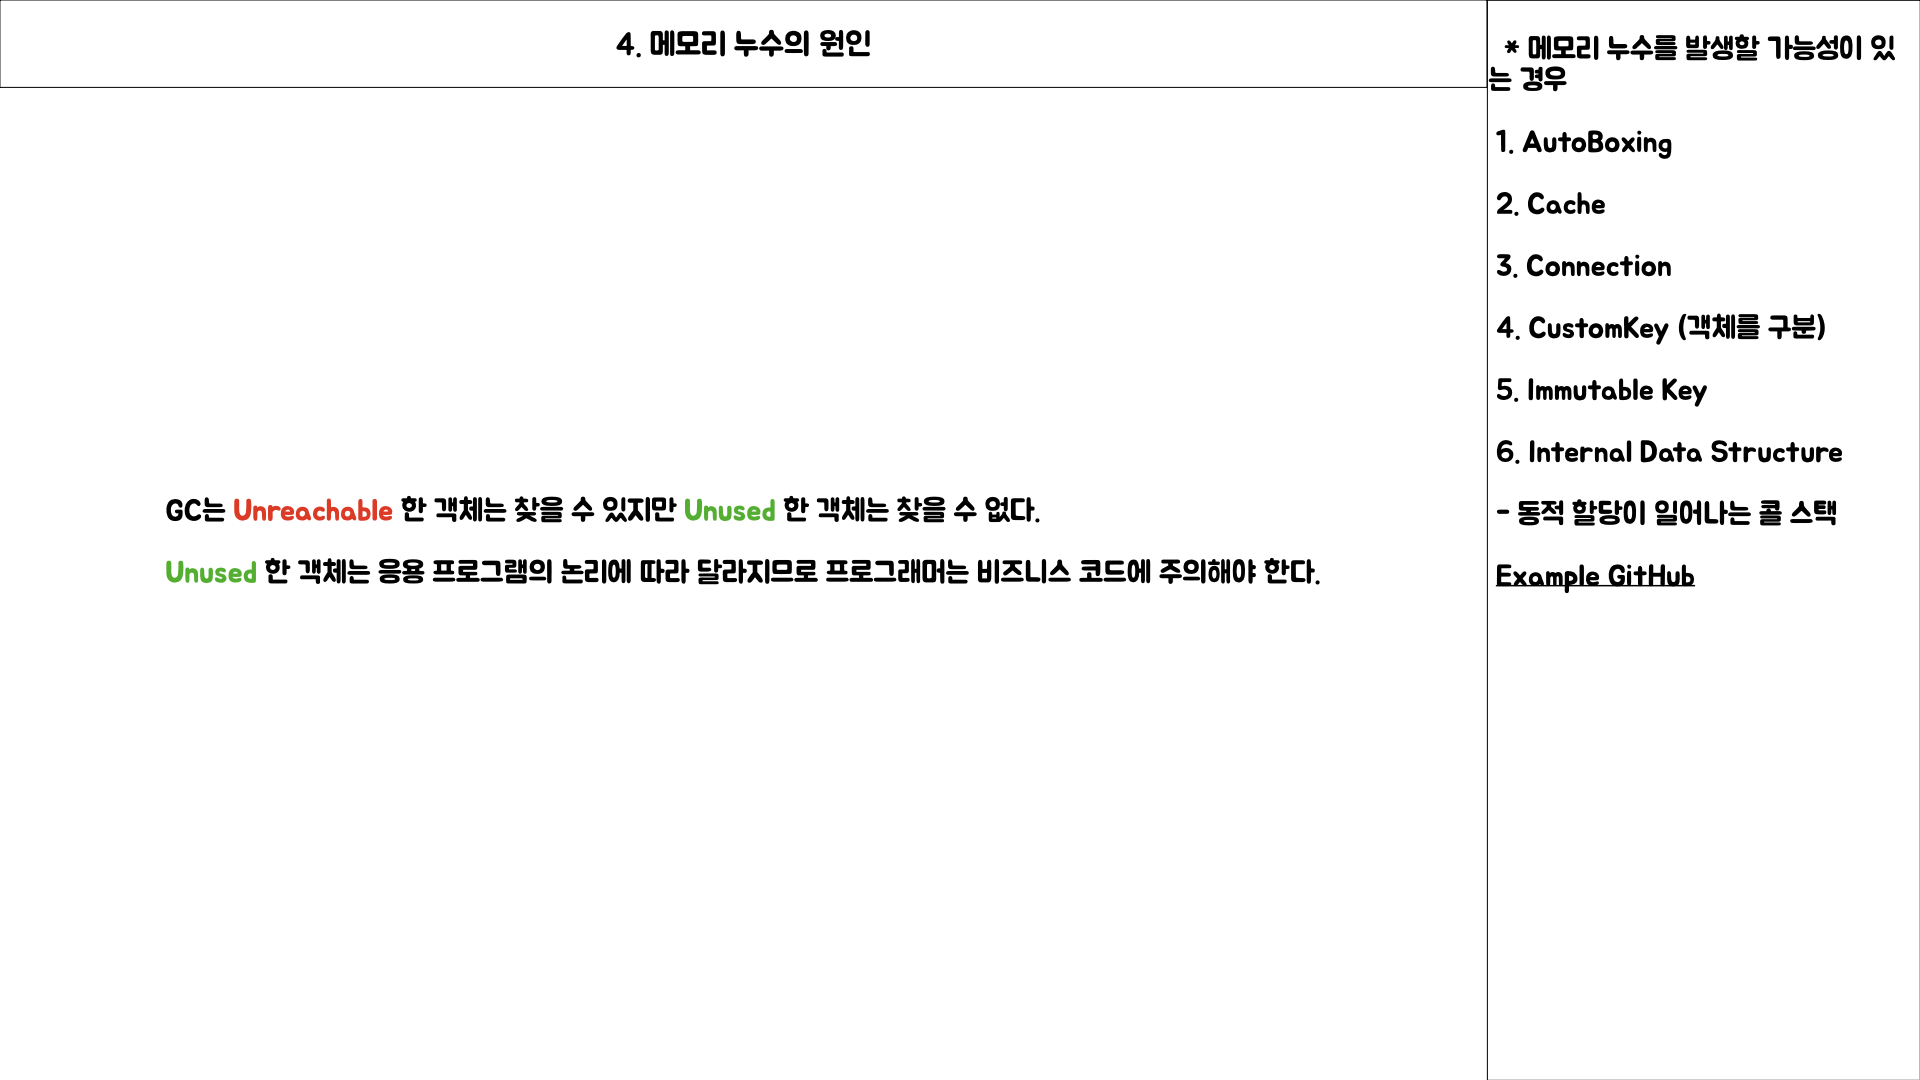 4. 메모리 누수의 원인
GC는 Unreachable 한 객체는 찾을 수 있지만 Unused 한 객체는 찾을 수 없다.
Unused 한 객체는 응용 프로그램의 논리에 따라 달라지므로 프로그래머는 비즈니스 코드에 주의해야 한다.
* 메모리 누수를 발생할 가능성이 있
는 경우
1. AutoBoxing
2. Cache
3. Connection
4. CustomKey (객체를 구분)
5. Immutable Key
6. Internal Data Structure
- 동적 할당이 일어나는 콜 스택
Example GitHub